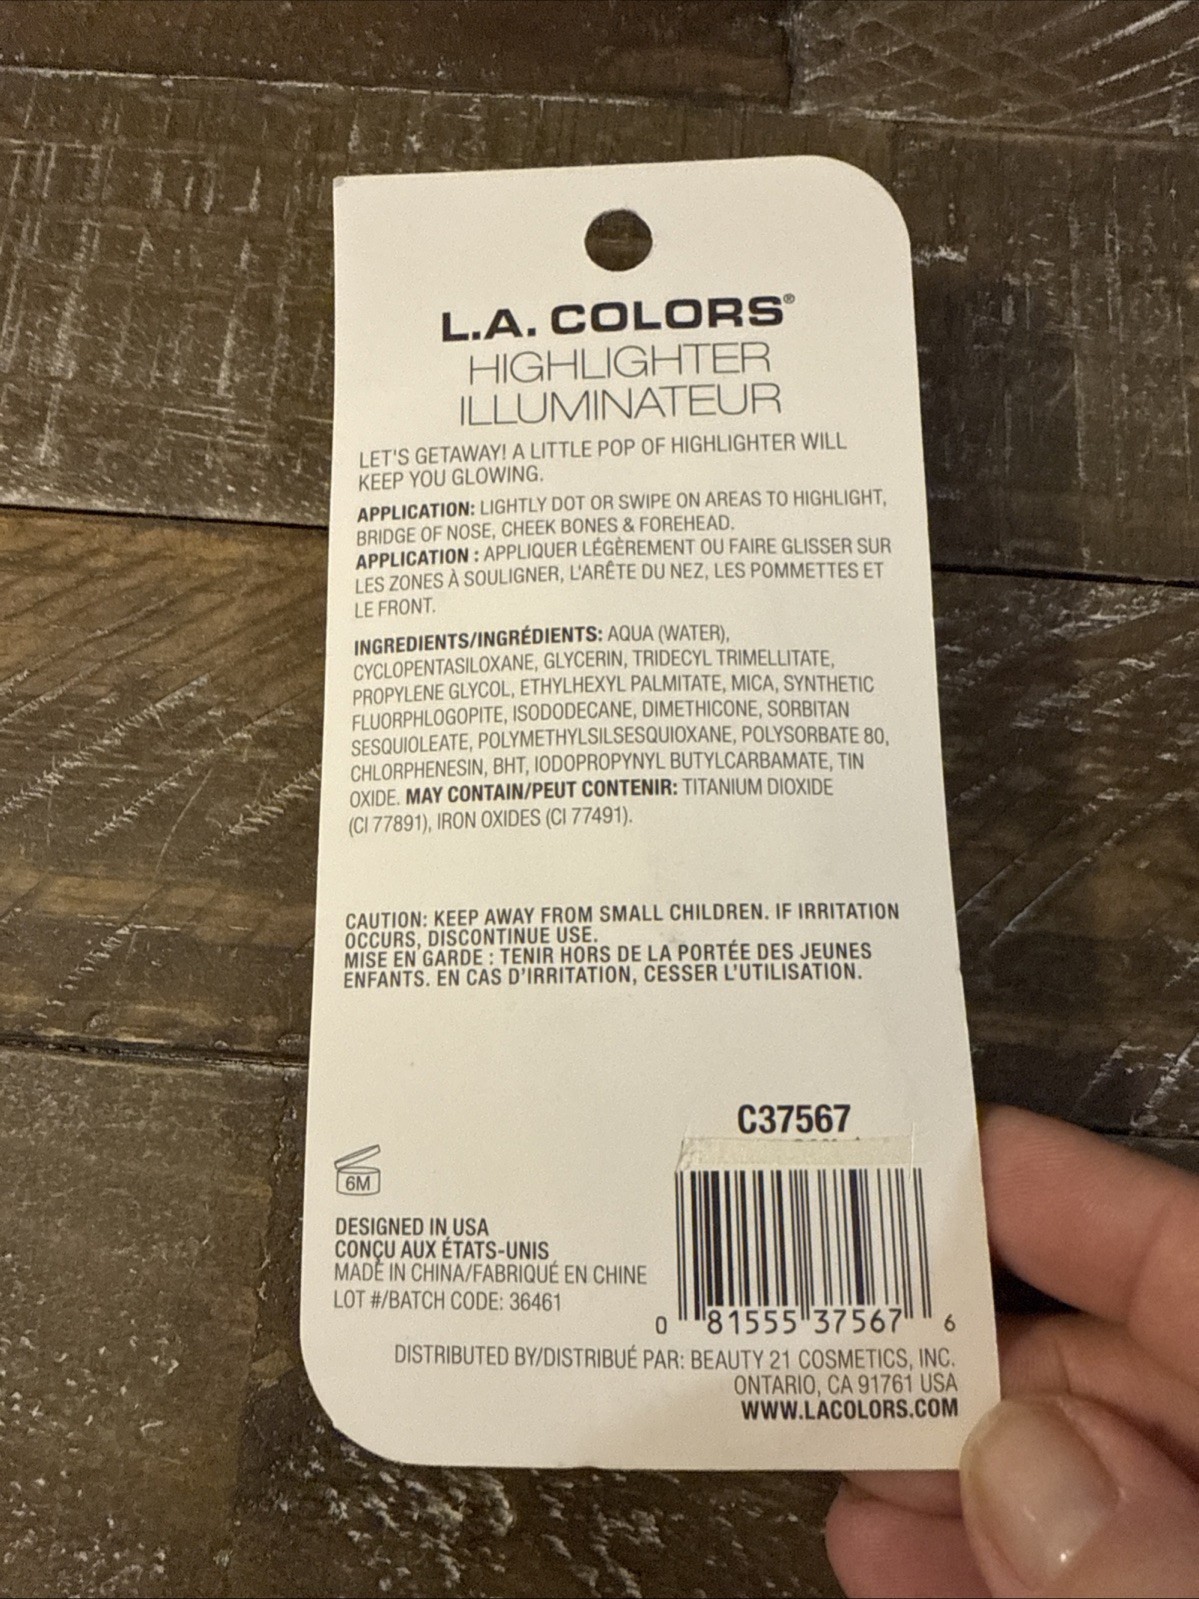 L.A. COLORS®
HIGHLIGHTER
ILLUMINATEUR
LET'S GETAWAY! A LITTLE POP OF HIGHLIGHTER WILL
KEEP YOU GLOWING.
APPLICATION: LIGHTLY DOT OR SWIPE ON AREAS TO HIGHLIGHT,
BRIDGE OF NOSE, CHEEK BONES & FOREHEAD.
APPLICATION : APPLIQUER LÉGÈREMENT OU FAIRE GLISSER SUR
LES ZONES À SOULIGNER, L'ARÊTE DU NEZ, LES POMMETTES ET
LE FRONT.
INGREDIENTS/INGRÉDIENTS: AQUA (WATER),
CYCLOPENTASILOXANE, GLYCERIN, TRIDECYL TRIMELLITATE,
PROPYLENE GLYCOL, ETHYLHEXYL PALMITATE, MICA, SYNTHETIC
FLUORPHLOGOPITE, ISODODECANE, DIMETHICONE, SORBITAN
SESQUIOLEATE, POLYMETHYLSILSESQUIOXANE, POLYSORBATE 80,
CHLORPHENESIN, BHT, IODOPROPYNYL BUTYLCARBAMATE, TIN
OXIDE. MAY CONTAIN/PEUT CONTENIR: TITANIUM DIOXIDE
(CI 77891), IRON OXIDES (CI 77491).
CAUTION: KEEP AWAY FROM SMALL CHILDREN. IF IRRITATION
OCCURS, DISCONTINUE USE.
MISE EN GARDE : TENIR HORS DE LA PORTÉE DES JEUNES
ENFANTS. EN CAS D'IRRITATION, CESSER L'UTILISATION.
C37567
6M
DESIGNED IN USA
CONÇU AUX ÉTATS-UNIS
MADE IN CHINA/FABRIQUÉ EN CHINE
LOT #/BATCH CODE: 36461
0 81555 37567 6
DISTRIBUTED BY/DISTRIBUÉ PAR: BEAUTY 21 COSMETICS, INC.
ONTARIO, CA 91761 USA
WWW.LACOLORS.COM